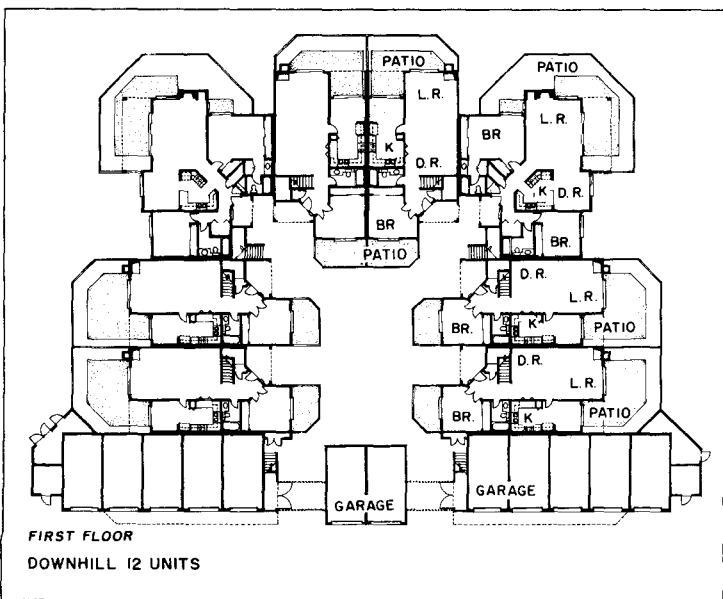 PATIO
PATIO
L. R.
L. R.
BR
K
D. R.
K
D. R.
BR
BR.
PATIO
D. R.
L. R.
BR.
K
PATIO
D. R.
L. R.
BR.
K
PATIO
GARAGE
GARAGE
FIRST FLOOR
DOWNHILL 12 UNITS